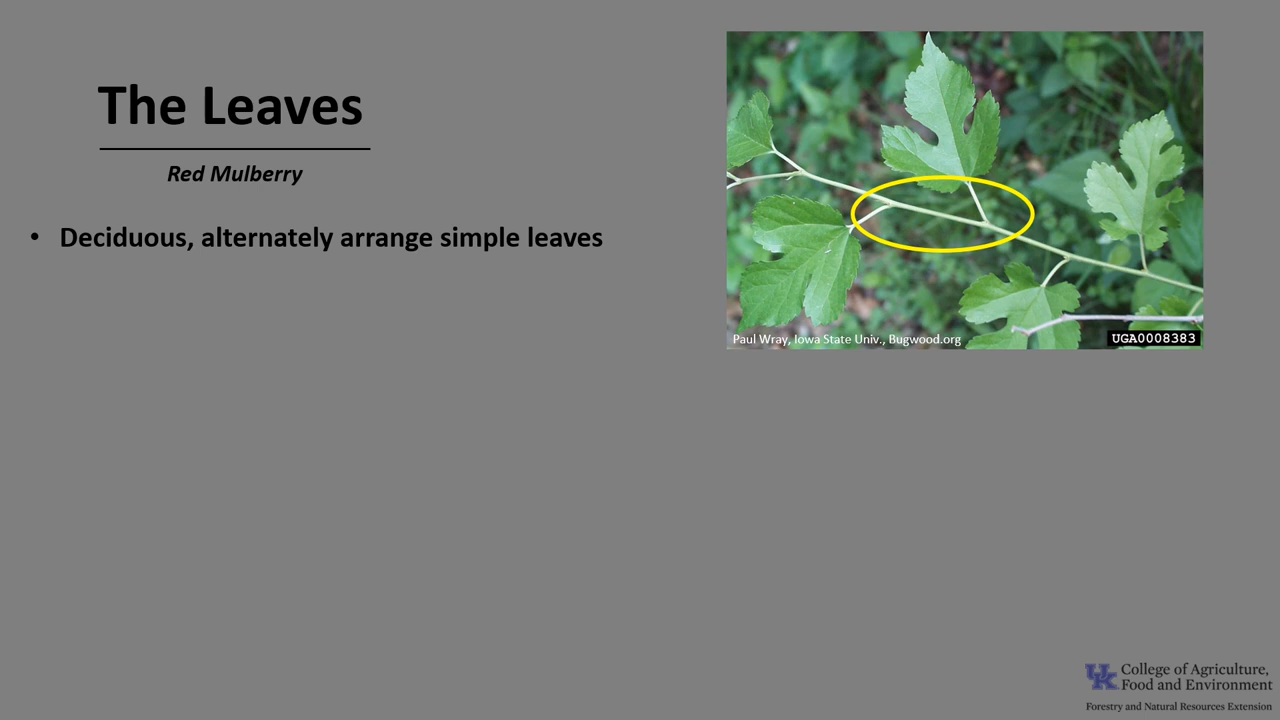 The Leaves
Red Mulberry
• Deciduous, alternately arrange simple leaves
Paul Wray, Iowa State Univ., Bugwood.org
UGA0008383
UK College of Agriculture,
Food and Environment
Forestry and Natural Resources Extension